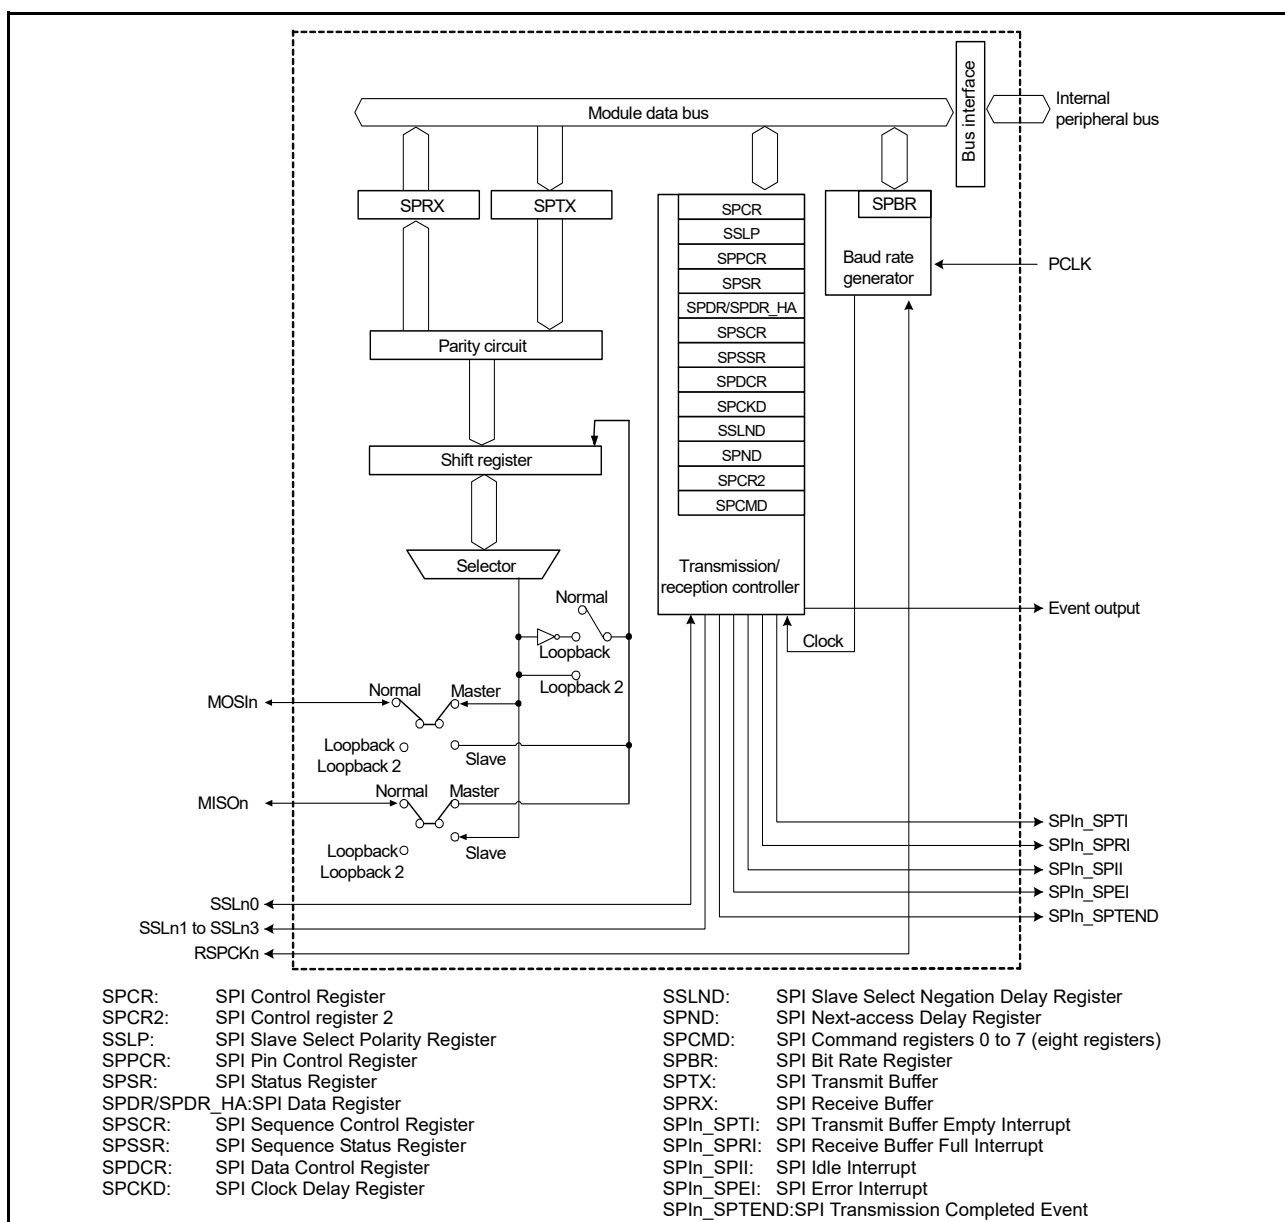 Module data bus
Bus interface
Internal
peripheral bus
SPRX
SPTX
SPCR
SSLP
SPPCR
SPSR
SPDR/SPDR_HA
SPSCR
SPSSR
SPDCR
SPCKD
SSLND
SPND
SPCR2
SPCMD
Transmission/
reception controller
SPBR
Baud rate
generator
PCLK
Parity circuit
Shift register
Selector
Normal
Loopback
Loopback 2
Clock
Event output
MOSIn
Normal
Master
Loopback
Loopback 2
Slave
MISOn
Normal
Master
Loopback
Loopback 2
Slave
SSLn0
SSLn1 to SSLn3
RSPCKn
SPIn_SPTI
SPIn_SPRI
SPIn_SPII
SPIn_SPEI
SPIn_SPTEND
SPCR: SPI Control Register
SPCR2: SPI Control register 2
SSLP: SPI Slave Select Polarity Register
SPPCR: SPI Pin Control Register
SPSR: SPI Status Register
SPDR/SPDR_HA:SPI Data Register
SPSCR: SPI Sequence Control Register
SPSSR: SPI Sequence Status Register
SPDCR: SPI Data Control Register
SPCKD: SPI Clock Delay Register
SSLND: SPI Slave Select Negation Delay Register
SPND: SPI Next-access Delay Register
SPCMD: SPI Command registers 0 to 7 (eight registers)
SPBR: SPI Bit Rate Register
SPTX: SPI Transmit Buffer
SPRX: SPI Receive Buffer
SPIn_SPTI: SPI Transmit Buffer Empty Interrupt
SPIn_SPRI: SPI Receive Buffer Full Interrupt
SPIn_SPII: SPI Idle Interrupt
SPIn_SPEI: SPI Error Interrupt
SPIn_SPTEND:SPI Transmission Completed Event